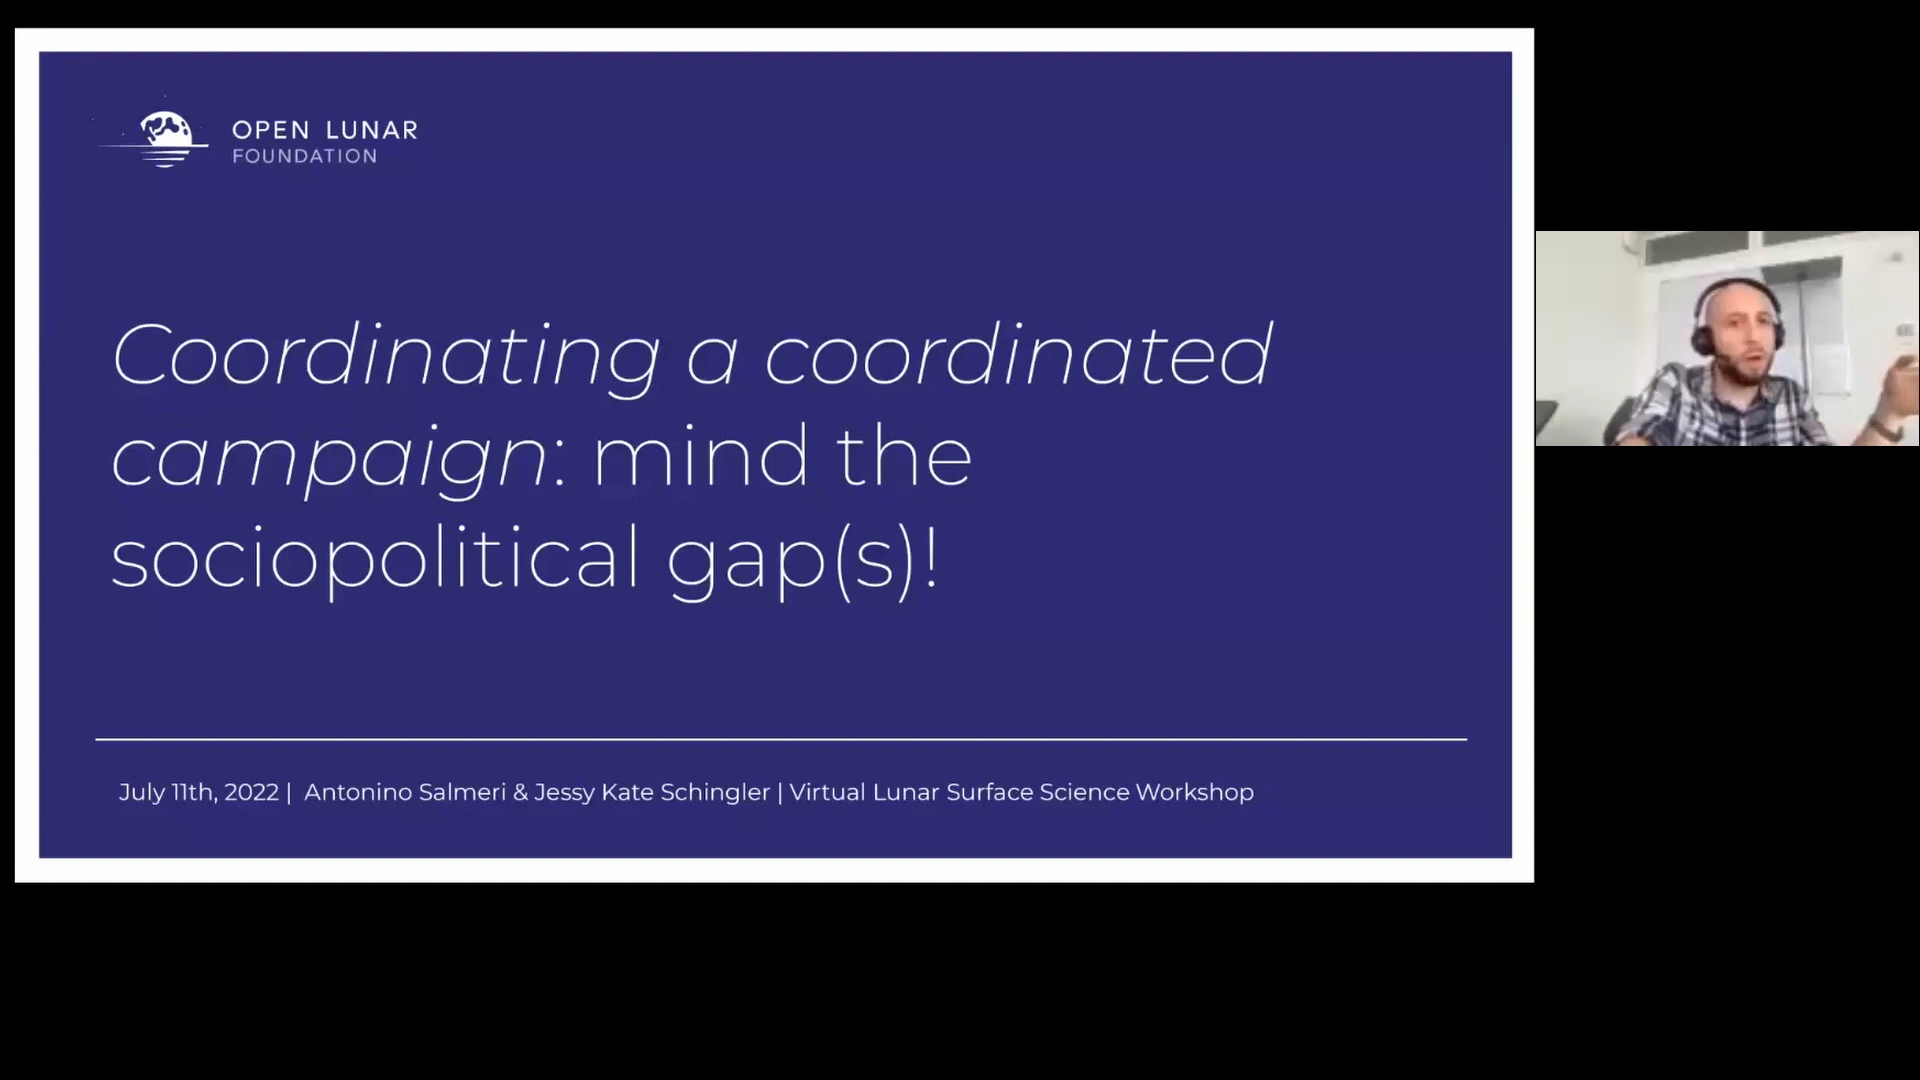 OPEN LUNAR
FOUNDATION
Coordinating a coordinated
campaign: mind the
sociopolitical gap(s)!
July 11th, 2022 | Antonino Salmeri & Jessy Kate Schingler | Virtual Lunar Surface Science Workshop